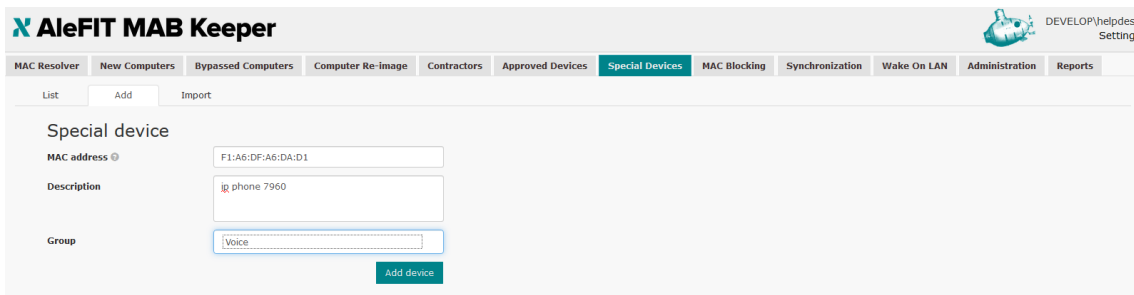 AleFIT MAB Keeper
DEVELOP\helpdes
Setting
MAC Resolver New Computers Bypassed Computers Computer Re-image Contractors Approved Devices Special Devices MAC Blocking Synchronization Wake On LAN Administration Reports
List Add Import
Special device
MAC address F1:A6:DF:A6:DA:D1
Description ip phone 7960
Group Voice
Add device